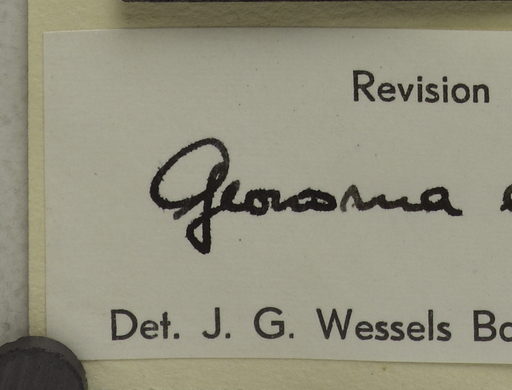 Revision
Geonoma
Det. J. G. Wessels Bo